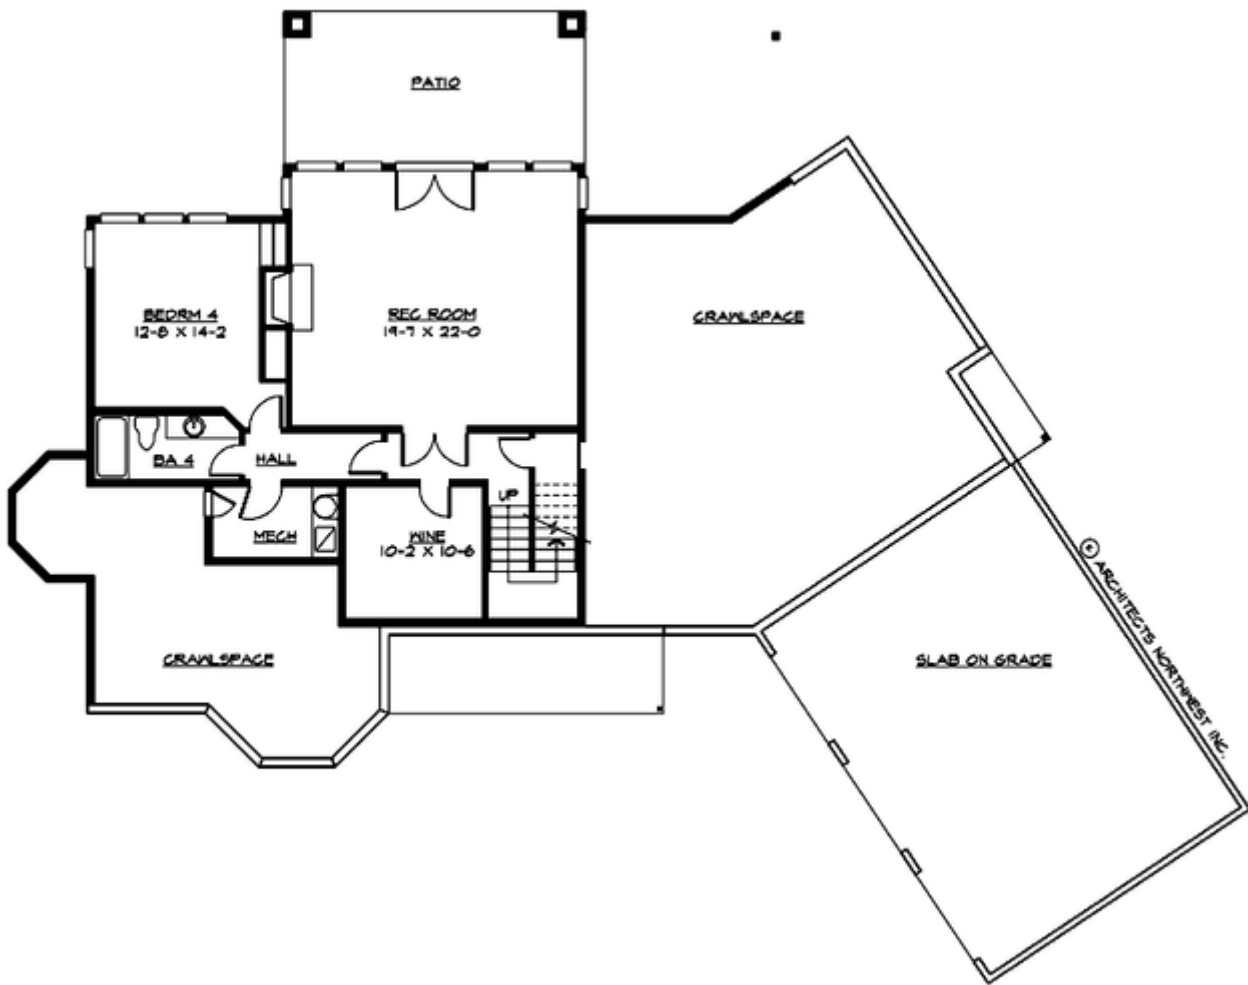 PATIO
BEDRM 4
12-8 X 14-2
REC ROOM
19-7 X 22-0
CRAWLSPACE
BA 4
HALL
UP
MECH
WINE
10-2 X 10-6
CRAWLSPACE
SLAB ON GRADE
© ARCHITECTS NORTHWEST INC.